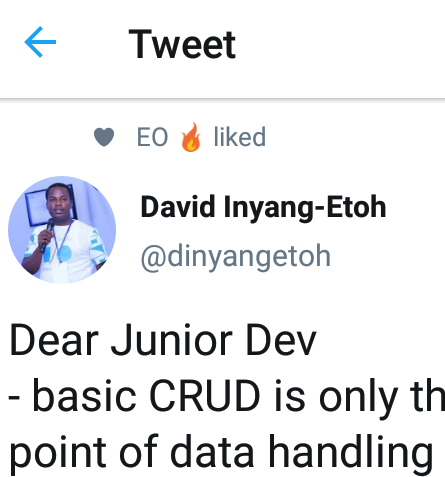 Tweet
EO 🔥 liked
David Inyang-Etoh
@dinyangetoh
Dear Junior Dev
- basic CRUD is only th
point of data handling